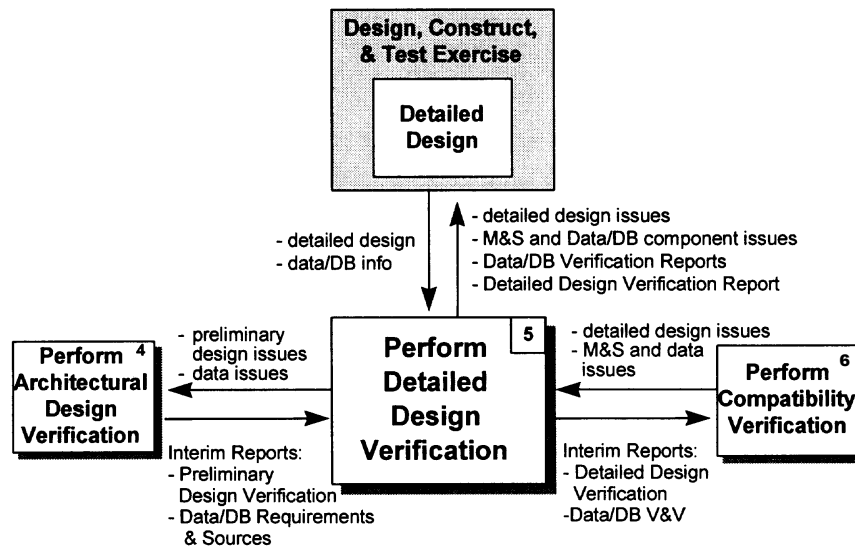 Design, Construct,
& Test Exercise
Detailed
Design
- detailed design
- data/DB info
- detailed design issues
- M&S and Data/DB component issues
- Data/DB Verification Reports
- Detailed Design Verification Report
- preliminary
design issues
- data issues
Perform 4
Architectural
Design
Verification
Interim Reports:
- Preliminary
Design Verification
- Data/DB Requirements
& Sources
5
Perform
Detailed
Design
Verification
- detailed design issues
- M&S and data
issues
Perform 6
Compatibility
Verification
Interim Reports:
- Detailed Design
Verification
-Data/DB V&V